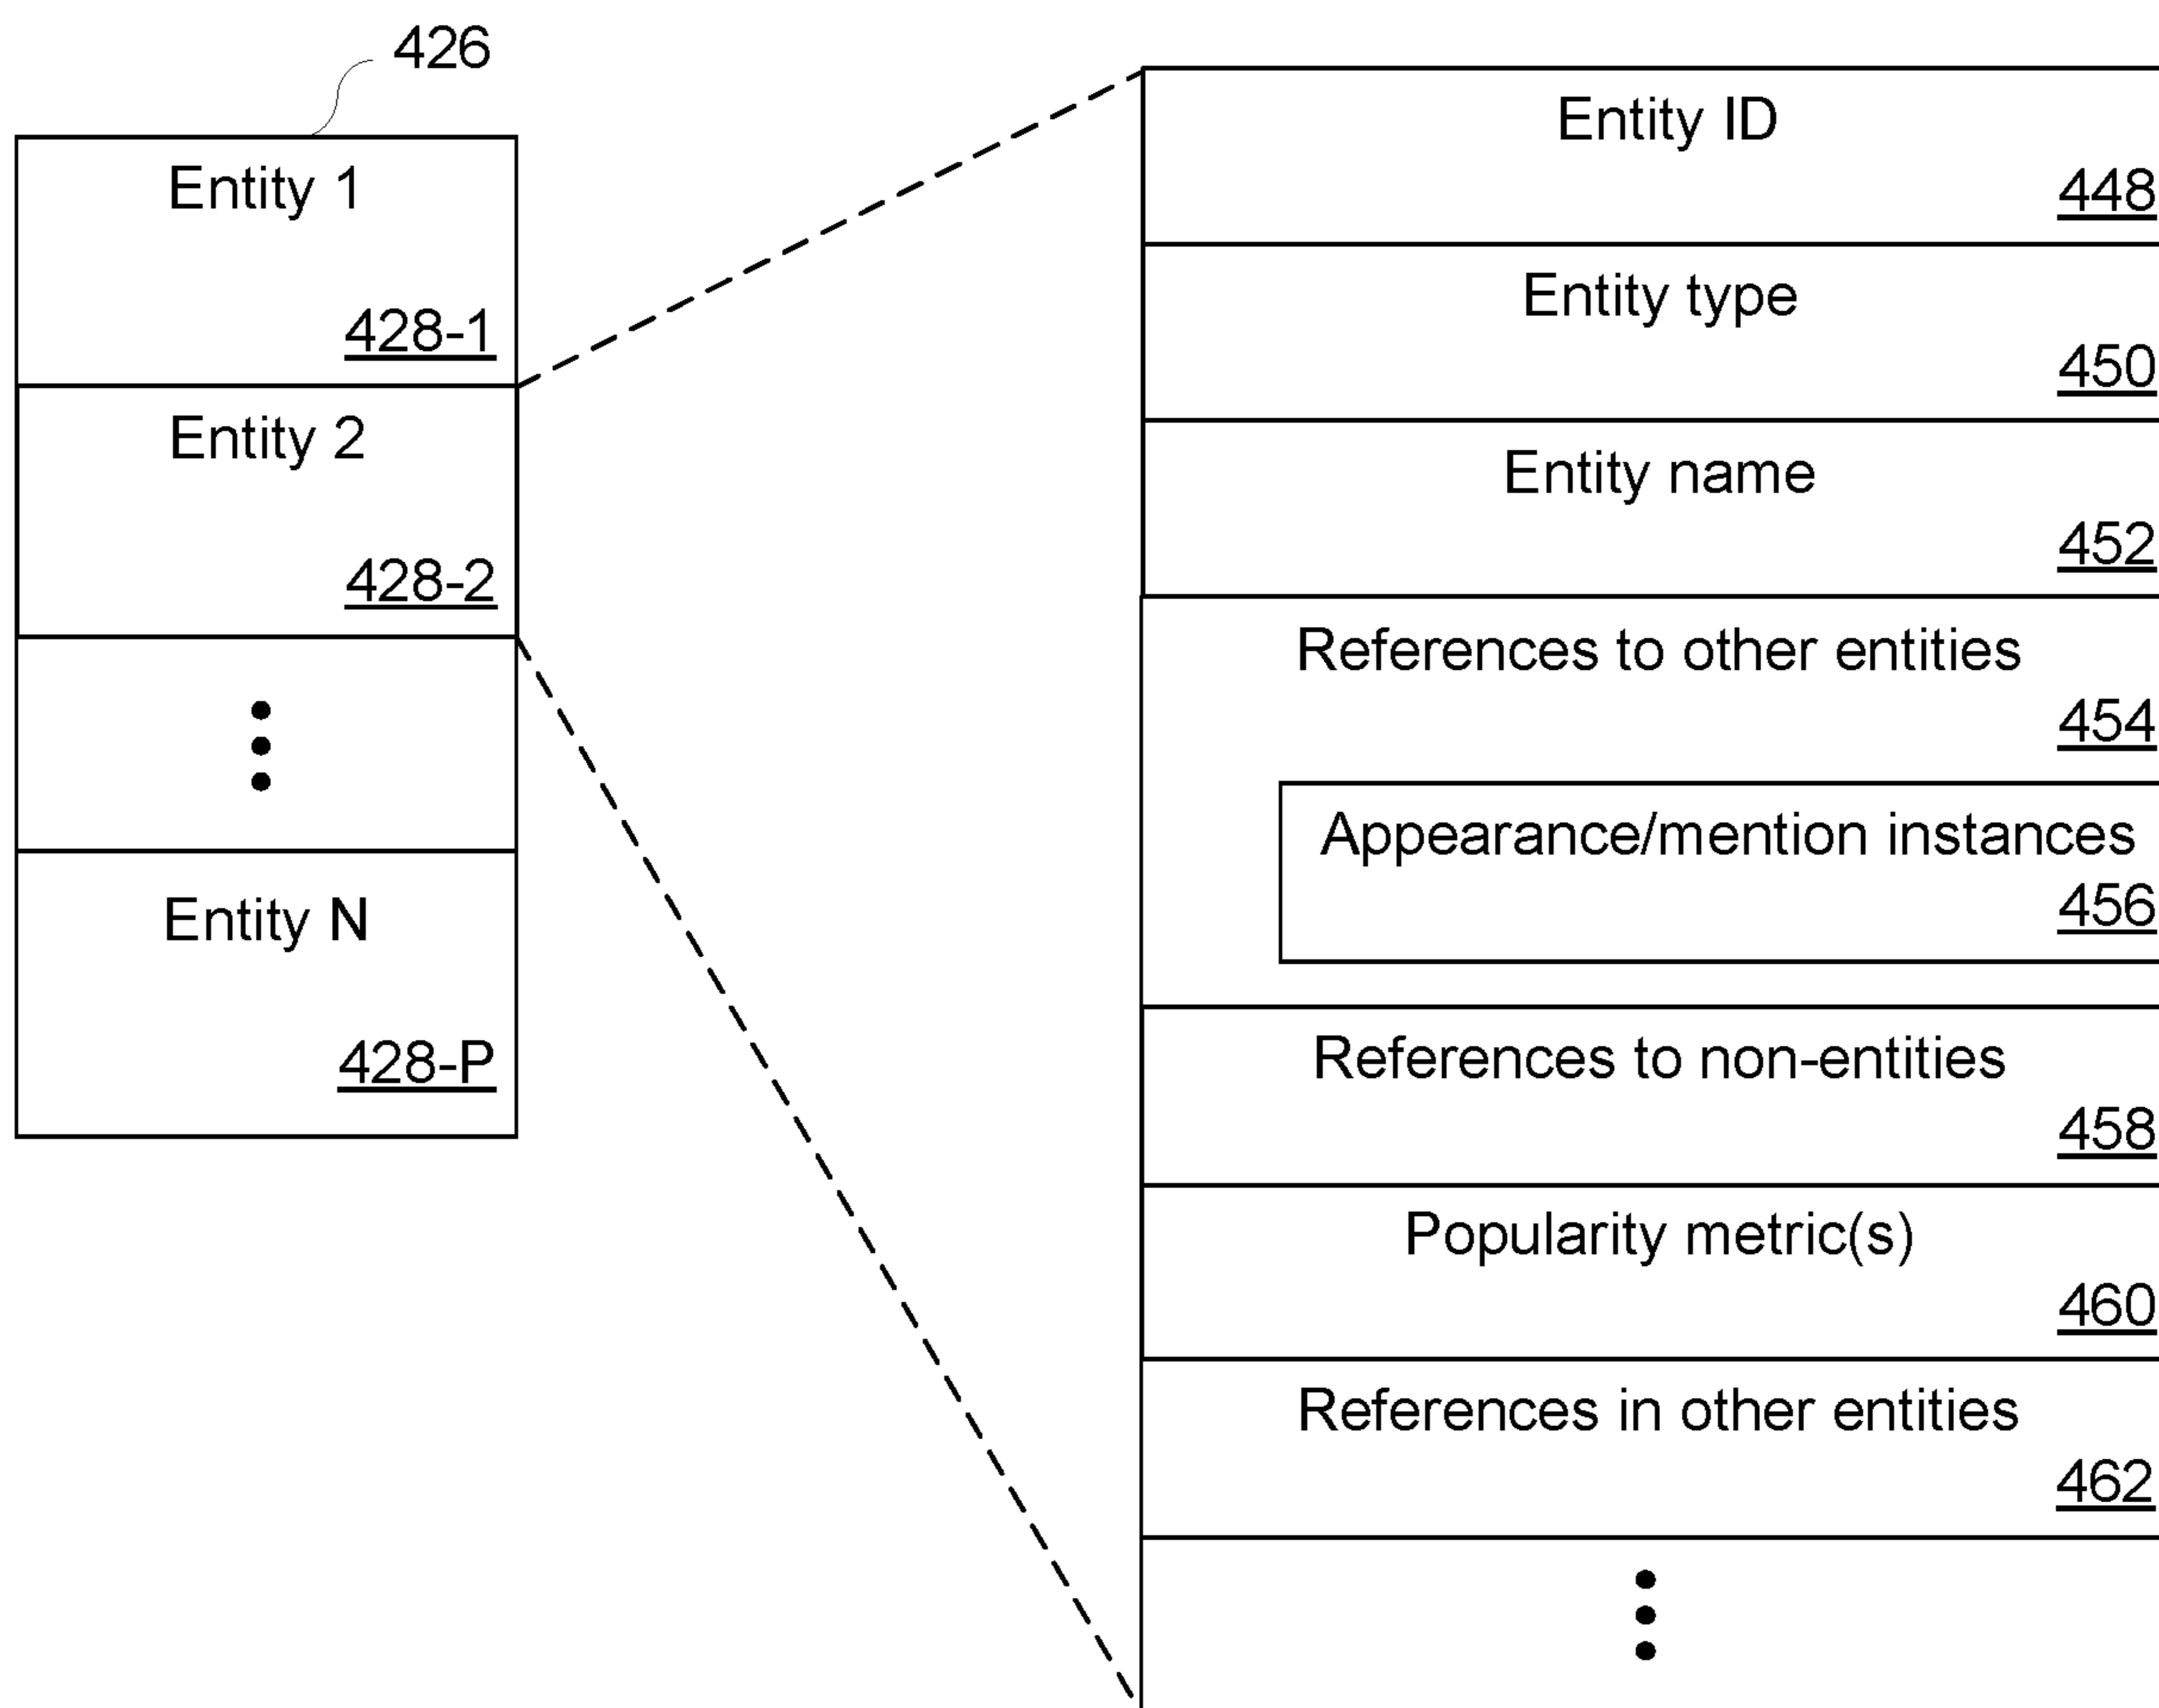 426
Entity 1
428-1
Entity 2
428-2
Entity N
428-P
Entity ID
448
Entity type
450
Entity name
452
References to other entities
454
Appearance/mention instances
456
References to non-entities
458
Popularity metric(s)
460
References in other entities
462